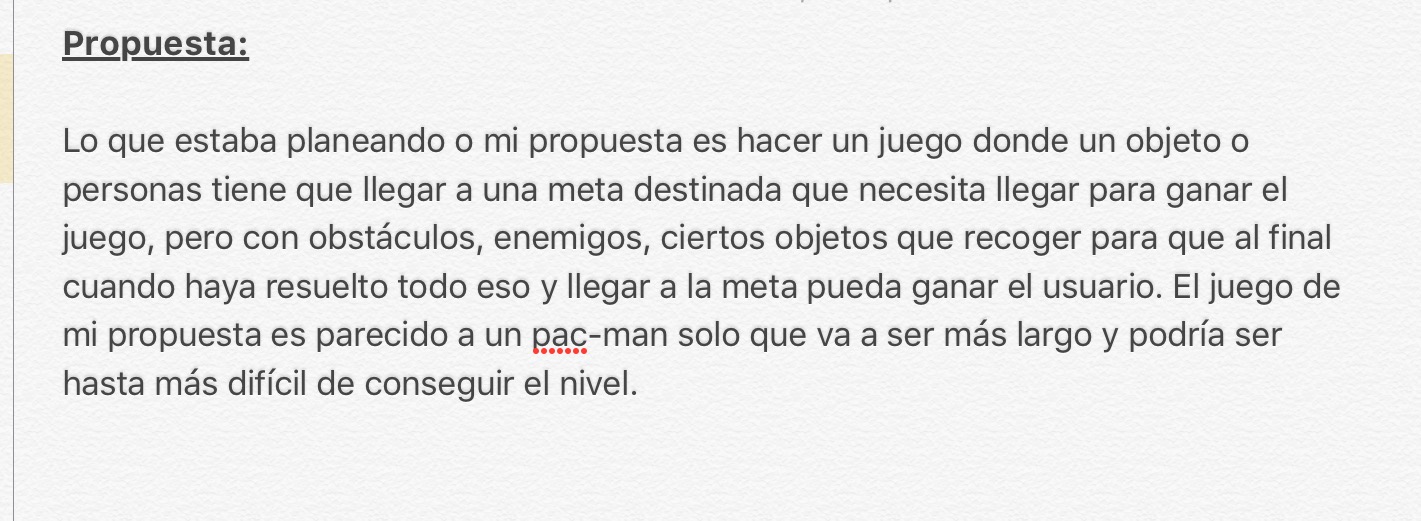 Propuesta:
Lo que estaba planeando o mi propuesta es hacer un juego donde un objeto o
personas tiene que llegar a una meta destinada que necesita llegar para ganar el
juego, pero con obstáculos, enemigos, ciertos objetos que recoger para que al final
cuando haya resuelto todo eso y llegar a la meta pueda ganar el usuario. El juego de
mi propuesta es parecido a un pac-man solo que va a ser más largo y podría ser
hasta más difícil de conseguir el nivel.